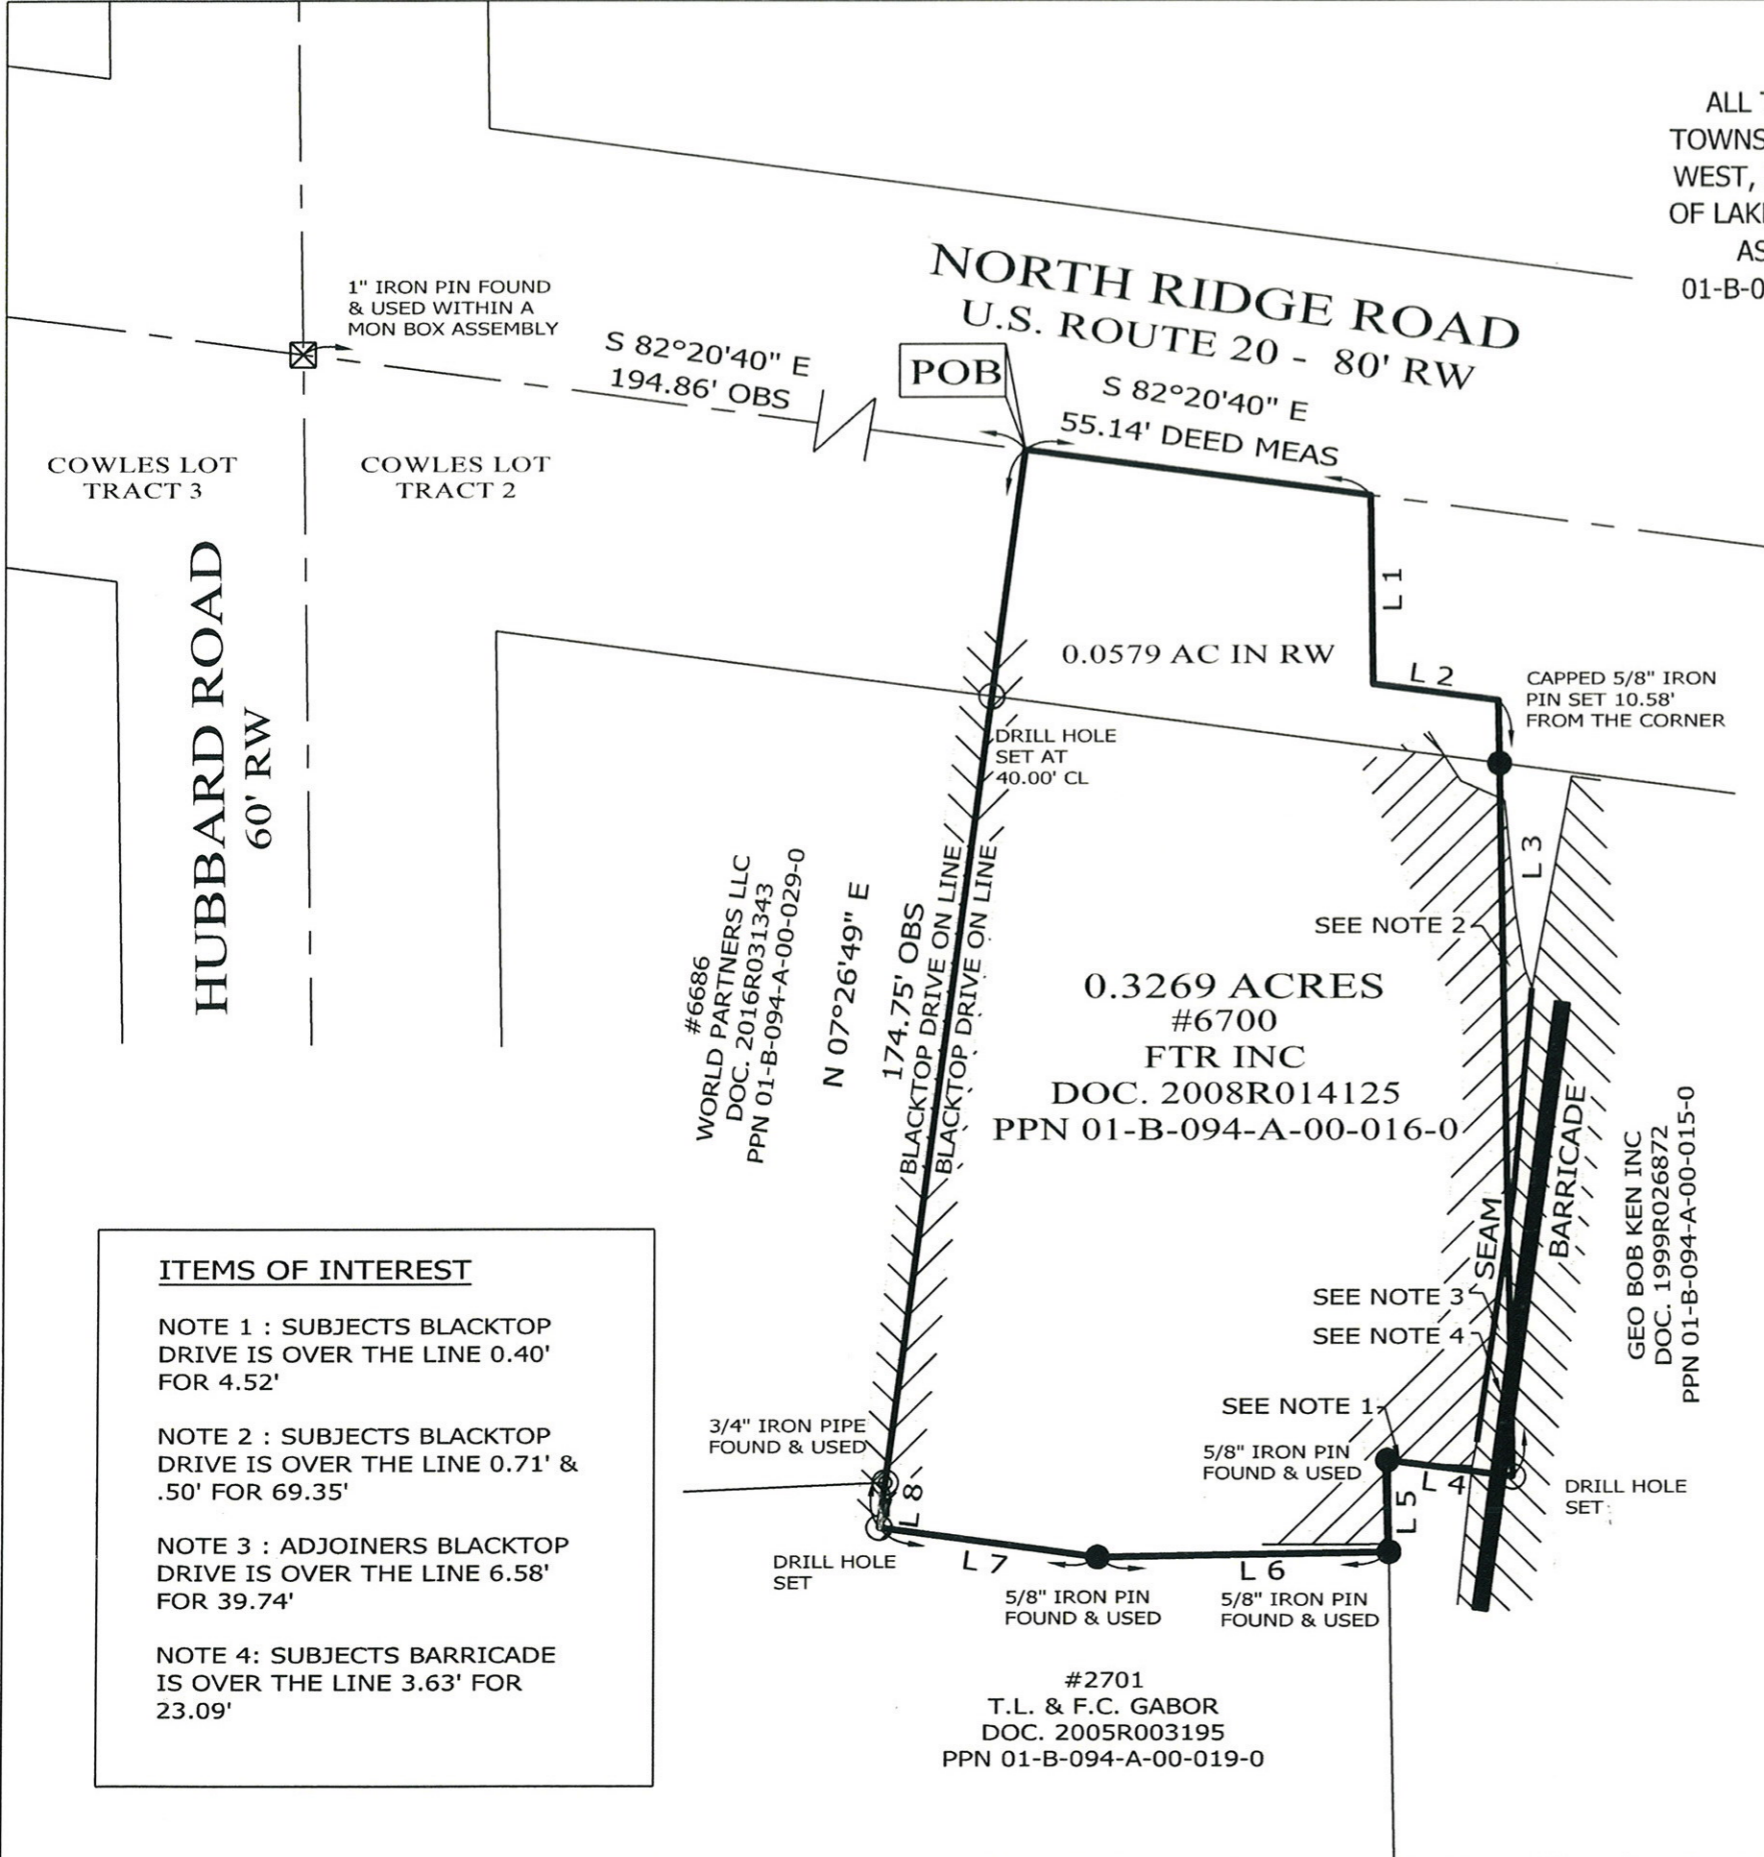 ALL
TOWNS
WEST,
OF LAK
AS
01-B-0
1" IRON PIN FOUND
& USED WITHIN A
MON BOX ASSEMBLY
NORTH RIDGE ROAD
U.S. ROUTE 20 - 80' RW
S 82°20'40" E
194.86' OBS
POB
S 82°20'40" E
55.14' DEED MEAS
COWLES LOT
TRACT 3
COWLES LOT
TRACT 2
HUBBARD ROAD
60' RW
L 1
0.0579 AC IN RW
L 2
CAPPED 5/8" IRON
PIN SET 10.58'
FROM THE CORNER
DRILL HOLE
SET AT
40.00' CL
L 3
#6686
WORLD PARTNERS LLC
DOC. 2016R031343
PPN 01-B-094-A-00-029-0
N 07°26'49" E
174.75' OBS
BLACKTOP DRIVE ON LINE
BLACKTOP DRIVE ON LINE
SEE NOTE 2
0.3269 ACRES
#6700
FTR INC
DOC. 2008R014125
PPN 01-B-094-A-00-016-0
SEAM
BARRICADE
GEO BOB KEN INC
DOC. 1999R026872
PPN 01-B-094-A-00-015-0
SEE NOTE 3
SEE NOTE 4
SEE NOTE 1
ITEMS OF INTEREST
NOTE 1 : SUBJECTS BLACKTOP
DRIVE IS OVER THE LINE 0.40'
FOR 4.52'
NOTE 2 : SUBJECTS BLACKTOP
DRIVE IS OVER THE LINE 0.71' &
.50' FOR 69.35'
NOTE 3 : ADJOINERS BLACKTOP
DRIVE IS OVER THE LINE 6.58'
FOR 39.74'
NOTE 4: SUBJECTS BARRICADE
IS OVER THE LINE 3.63' FOR
23.09'
3/4" IRON PIPE
FOUND & USED
5/8" IRON PIN
FOUND & USED
L 4
L 5
DRILL HOLE
SET
L 8
DRILL HOLE
SET
L 7
L 6
5/8" IRON PIN
FOUND & USED
5/8" IRON PIN
FOUND & USED
#2701
T.L. & F.C. GABOR
DOC. 2005R003195
PPN 01-B-094-A-00-019-0